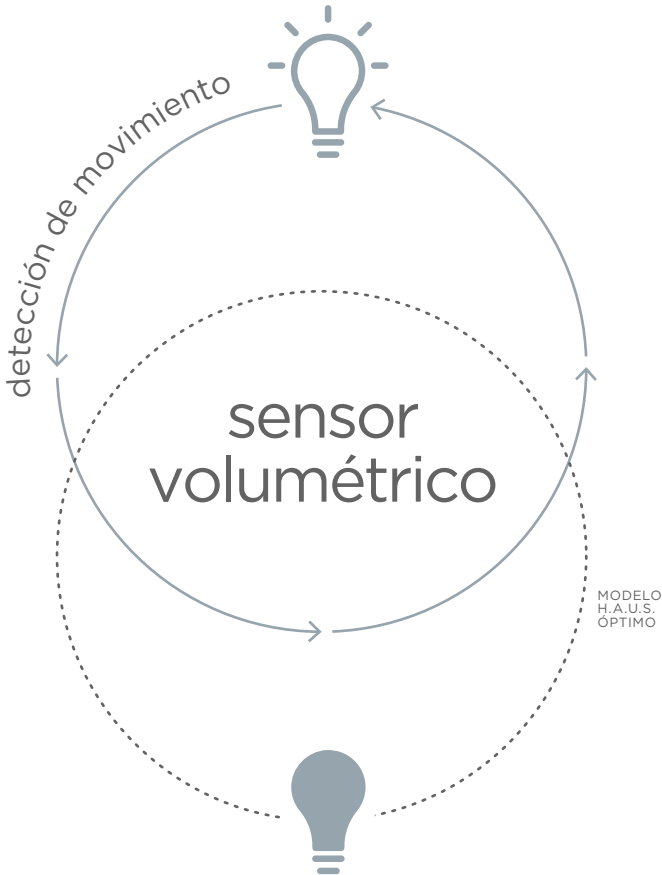 detección de movimiento
sensor
volumétrico
MODELO
H.A.U.S.
ÓPTIMO